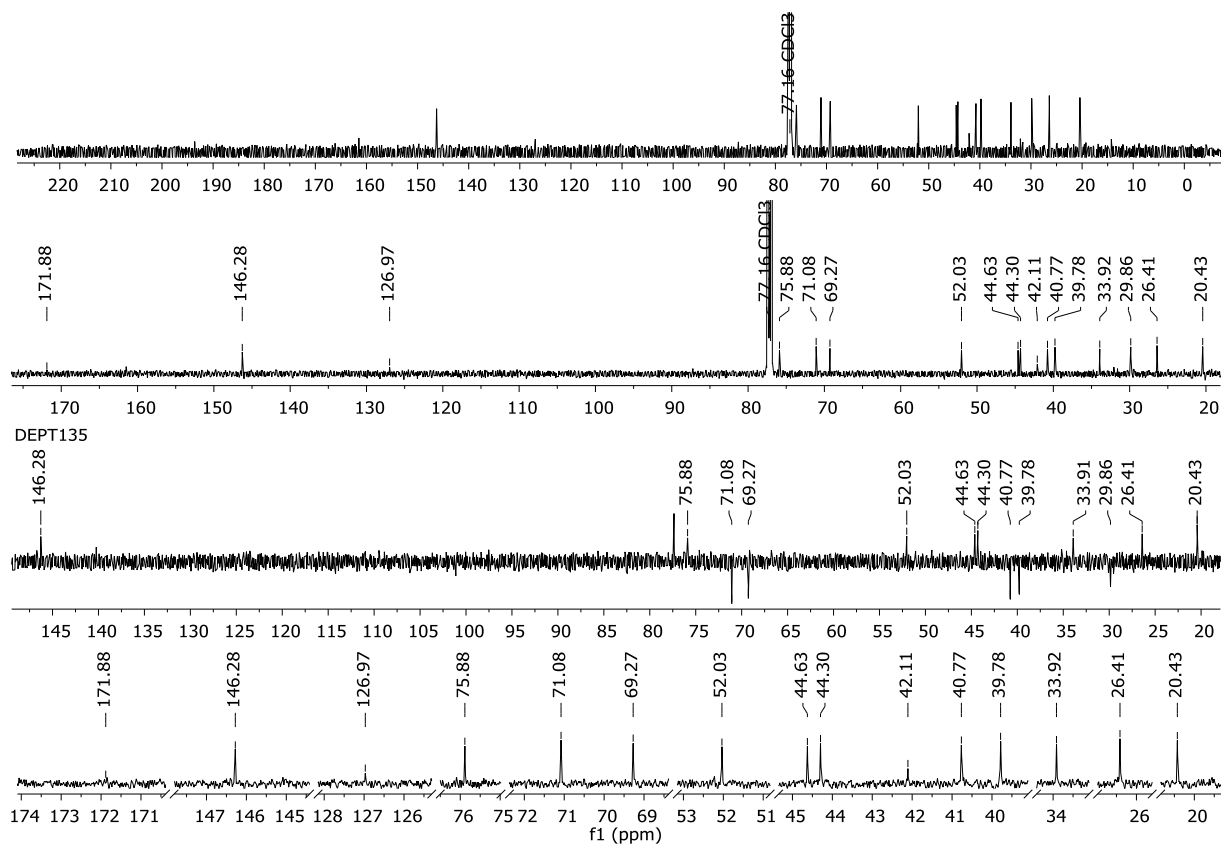 77.16 CDCl3
220 210 200 190 180 170 160 150 140 130 120 110 100 90 80 70 60 50 40 30 20 10 0
171.88 146.28 126.97 77.16 CDCl3 75.88 71.08 69.27 52.03 44.63 44.30 42.11 40.77 39.78 33.92 29.86 26.41 20.43
170 160 150 140 130 120 110 100 90 80 70 60 50 40 30 20
DEPT135
146.28 75.88 71.08 69.27 52.03 44.63 44.30 40.77 39.78 33.91 29.86 26.41 20.43
145 140 135 130 125 120 115 110 105 100 95 90 85 80 75 70 65 60 55 50 45 40 35 30 25 20
171.88 146.28 126.97 75.88 71.08 69.27 52.03 44.63 44.30 42.11 40.77 39.78 33.92 26.41 20.43
174 173 172 171 147 146 145 128 127 126 76 75 72 71 70 69 53 52 51 45 44 43 42 41 40 34 26 20
f1 (ppm)